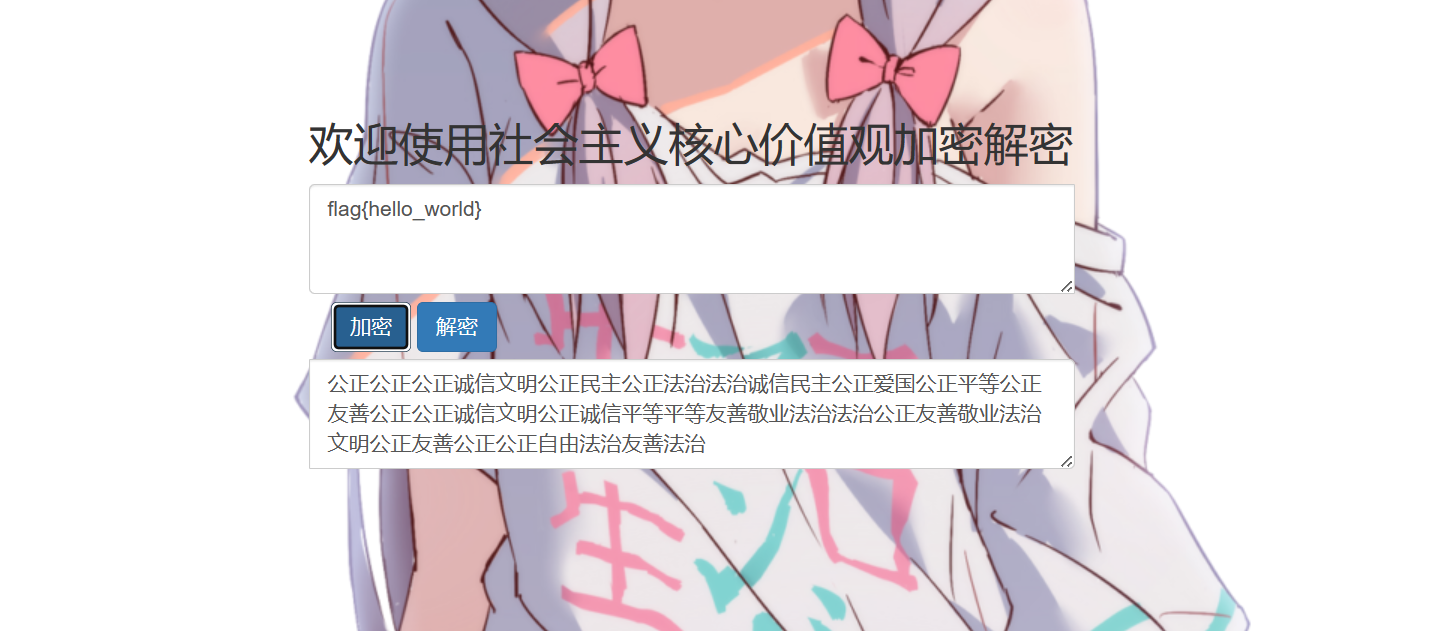 欢迎使用社会主义核心价值观加密解密
flag{hello_world}
加密 解密
公正公正公正诚信文明公正民主公正法治法治诚信民主公正爱国公正平等公正
友善公正公正诚信文明公正诚信平等平等友善敬业法治法治公正友善敬业法治
文明公正友善公正公正自由法治友善法治